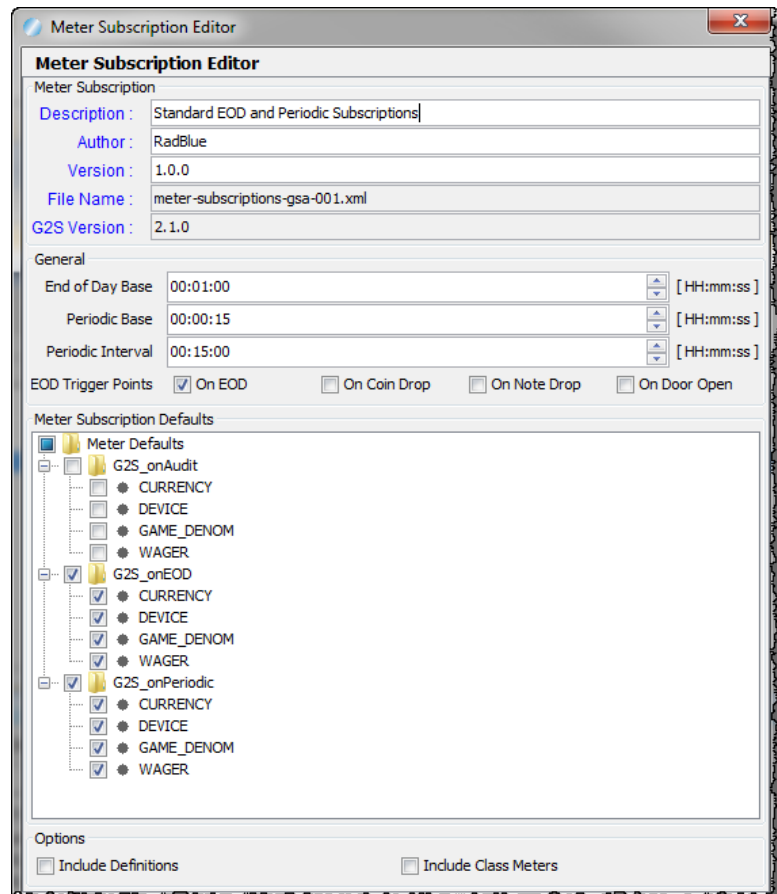 Meter Subscription Editor
Meter Subscription Editor
Meter Subscription
Description : Standard EOD and Periodic Subscriptions
Author : RadBlue
Version : 1.0.0
File Name : meter-subscriptions-gsa-001.xml
G2S Version : 2.1.0
General
End of Day Base 00:01:00 [ HH:mm:ss ]
Periodic Base 00:00:15 [ HH:mm:ss ]
Periodic Interval 00:15:00 [ HH:mm:ss ]
EOD Trigger Points On EOD On Coin Drop On Note Drop On Door Open
Meter Subscription Defaults
Meter Defaults
G2S_onAudit
CURRENCY
DEVICE
GAME_DENOM
WAGER
G2S_onEOD
CURRENCY
DEVICE
GAME_DENOM
WAGER
G2S_onPeriodic
CURRENCY
DEVICE
GAME_DENOM
WAGER
Options
Include Definitions Include Class Meters